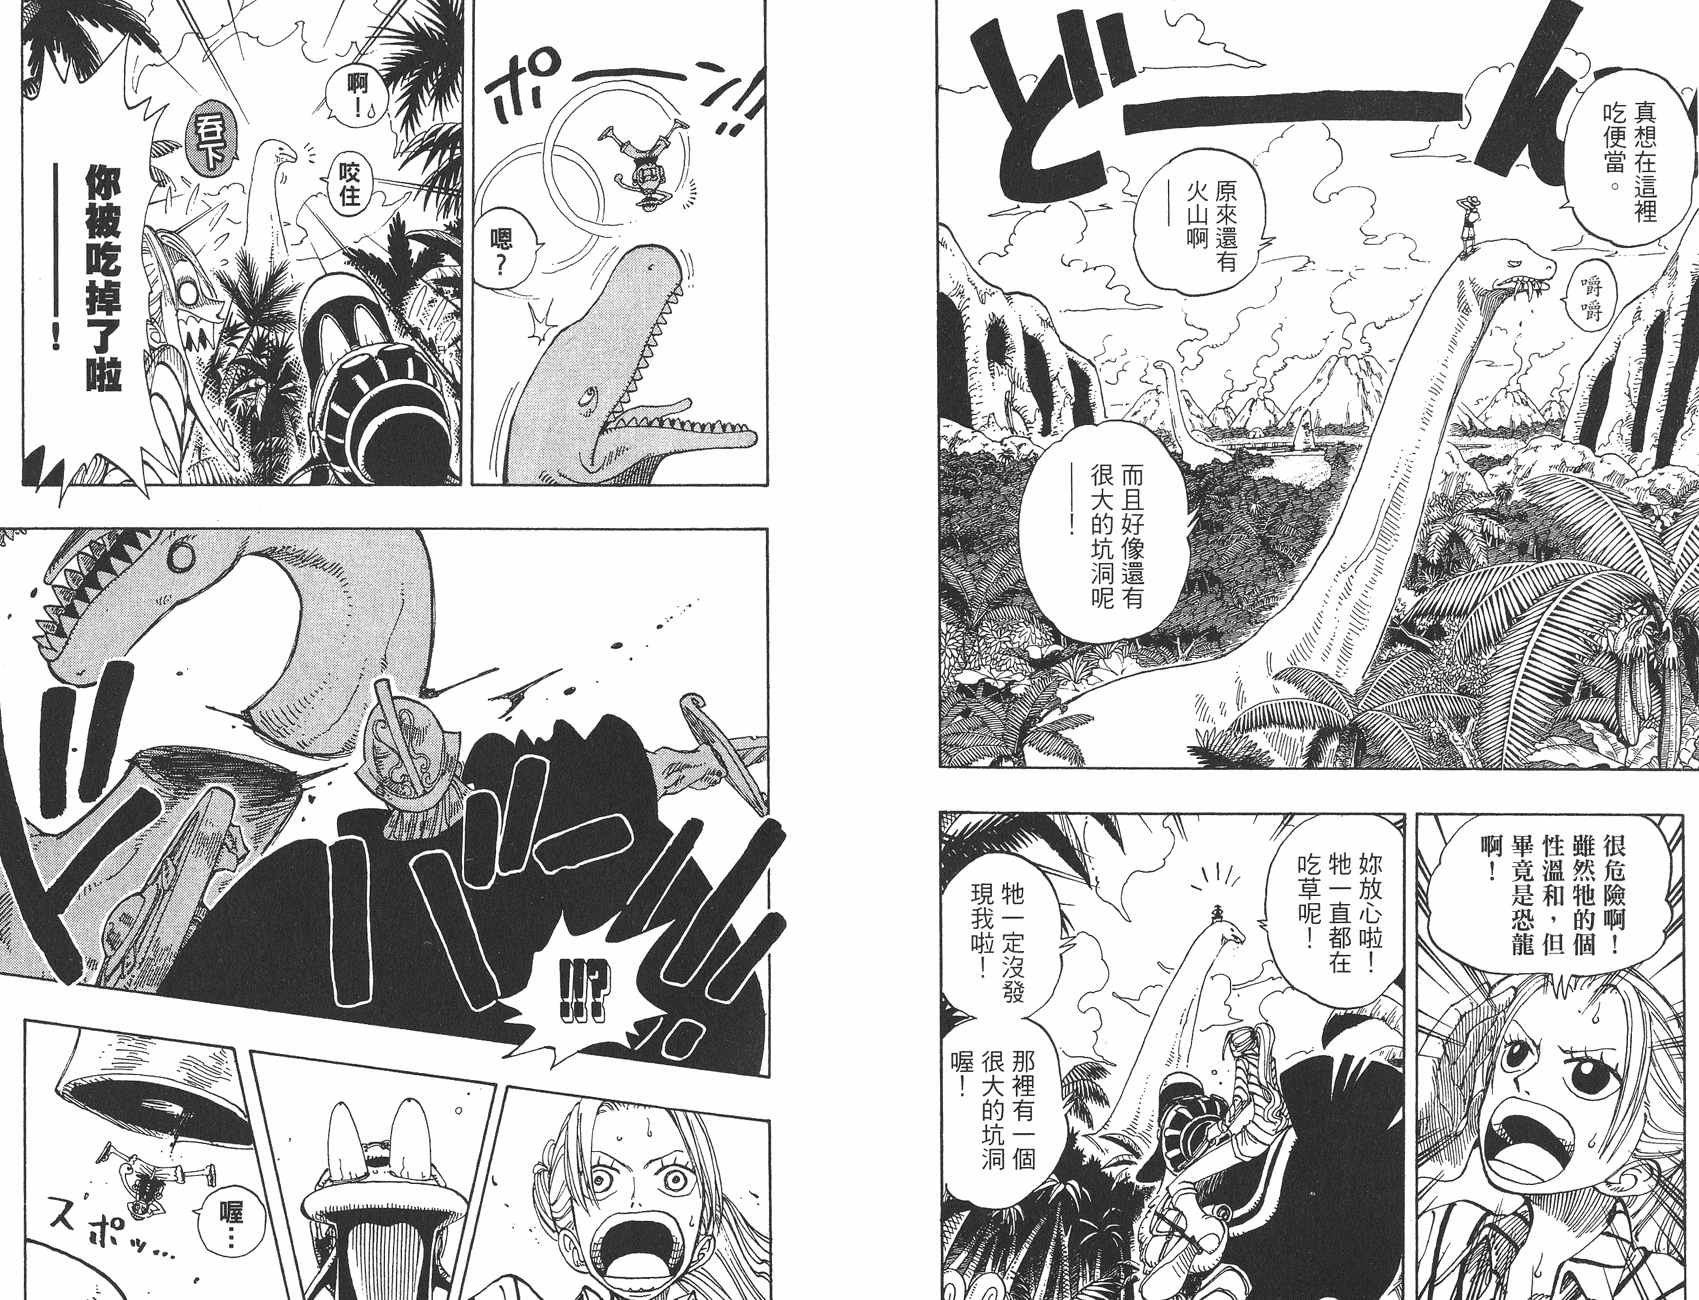 ど——ん
真想在這裡
吃便當。
嚼
嚼
原來還有
火山啊
——
而且好像還有
很大的坑洞呢
——！
很危險啊！
雖然牠的個
性溫和，但
畢竟是恐龍
啊！
妳放心啦！
牠一直都在
吃草呢！
牠一定沒發
現我啦！
那裡有一個
很大的坑洞
喔！
ポーン!!
嗯？
啊！
咬住
吞下
你被吃掉了啦
——！
ドバーン!!
!!!?
喔…
スポッ…